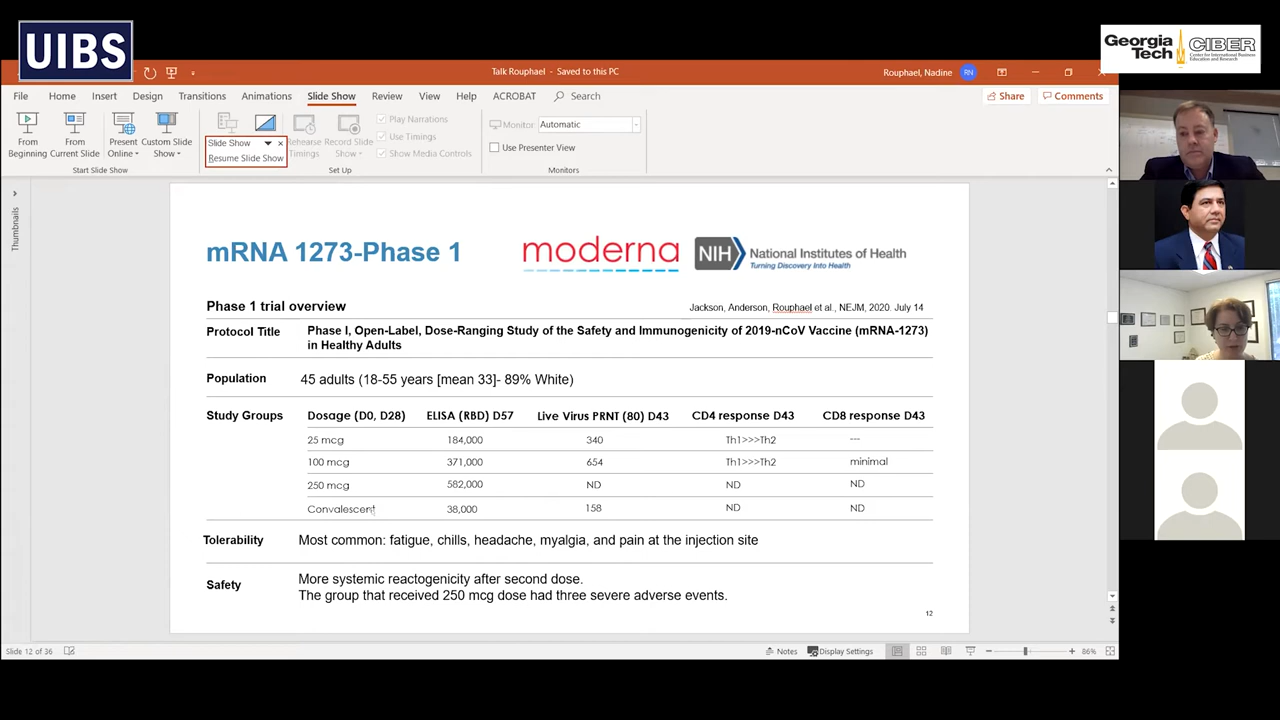 UIBS
Georgia Tech
CIBER
Center for International Business
Education and Research
Talk Rouphael - Saved to this PC
Rouphael, Nadine
RN
File Home Insert Design Transitions Animations Slide Show Review View Help ACROBAT Search
Share
Comments
From Beginning
From Current Slide
Present Online
Custom Slide Show
Slide Show
Resume Slide Show
Rehearse Timings
Record Slide Show
Play Narrations
Use Timings
Show Media Controls
Monitor: Automatic
Use Presenter View
Start Slide Show
Set Up
Monitors
Thumbnails
mRNA 1273-Phase 1
moderna
NIH
National Institutes of Health
Turning Discovery Into Health
Phase 1 trial overview
Jackson, Anderson, Rouphael et al., NEJM, 2020. July 14
Protocol Title
Phase I, Open-Label, Dose-Ranging Study of the Safety and Immunogenicity of 2019-nCoV Vaccine (mRNA-1273)
in Healthy Adults
Population
45 adults (18-55 years [mean 33]- 89% White)
Study Groups
Dosage (D0, D28) ELISA (RBD) D57 Live Virus PRNT (80) D43 CD4 response D43 CD8 response D43
25 mcg 184,000 340 Th1>>>Th2 ---
100 mcg 371,000 654 Th1>>>Th2 minimal
250 mcg 582,000 ND ND ND
Convalescent 38,000 158 ND ND
Tolerability
Most common: fatigue, chills, headache, myalgia, and pain at the injection site
Safety
More systemic reactogenicity after second dose.
The group that received 250 mcg dose had three severe adverse events.
12
Slide 12 of 36
Notes
Display Settings
86%